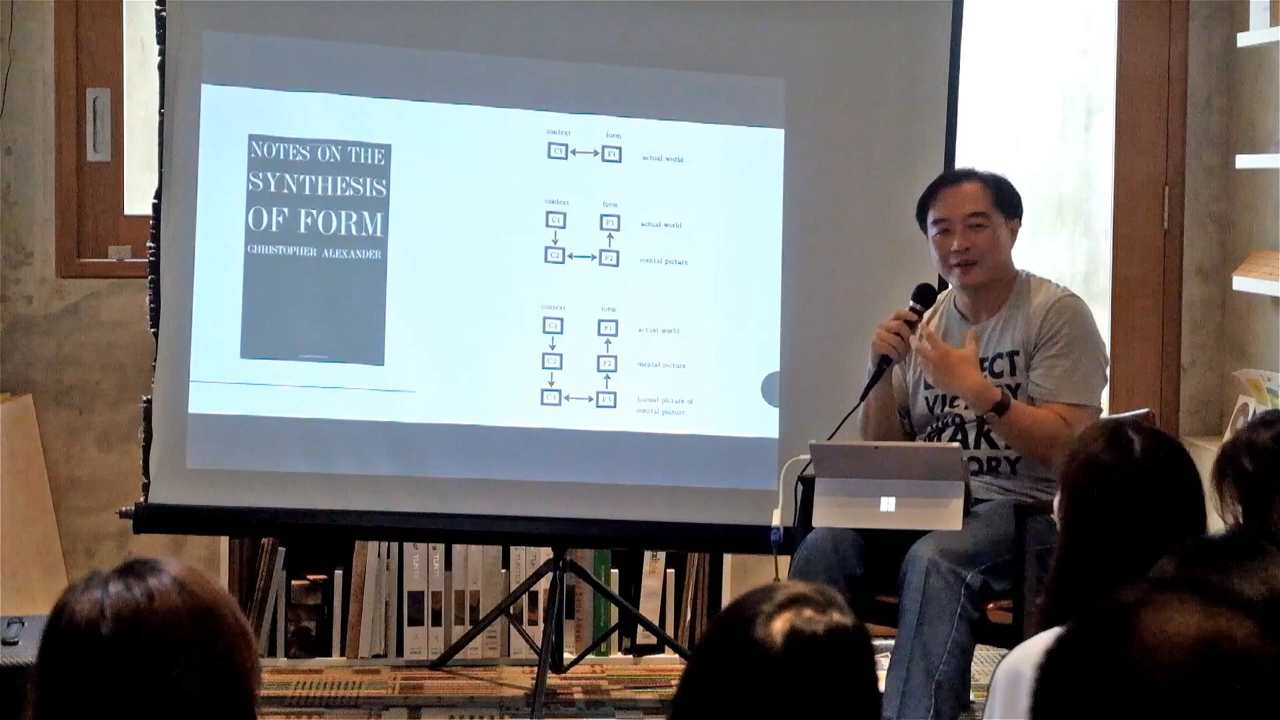 NOTES ON THE
SYNTHESIS
OF FORM
CHRISTOPHER ALEXANDER
context form
C1 F1 actual world
context form
C1 F1 actual world
C2 F2 mental picture
context form
C1 F1 actual world
C2 F2 mental picture
C3 F3 formal picture of
mental picture
VICTORY